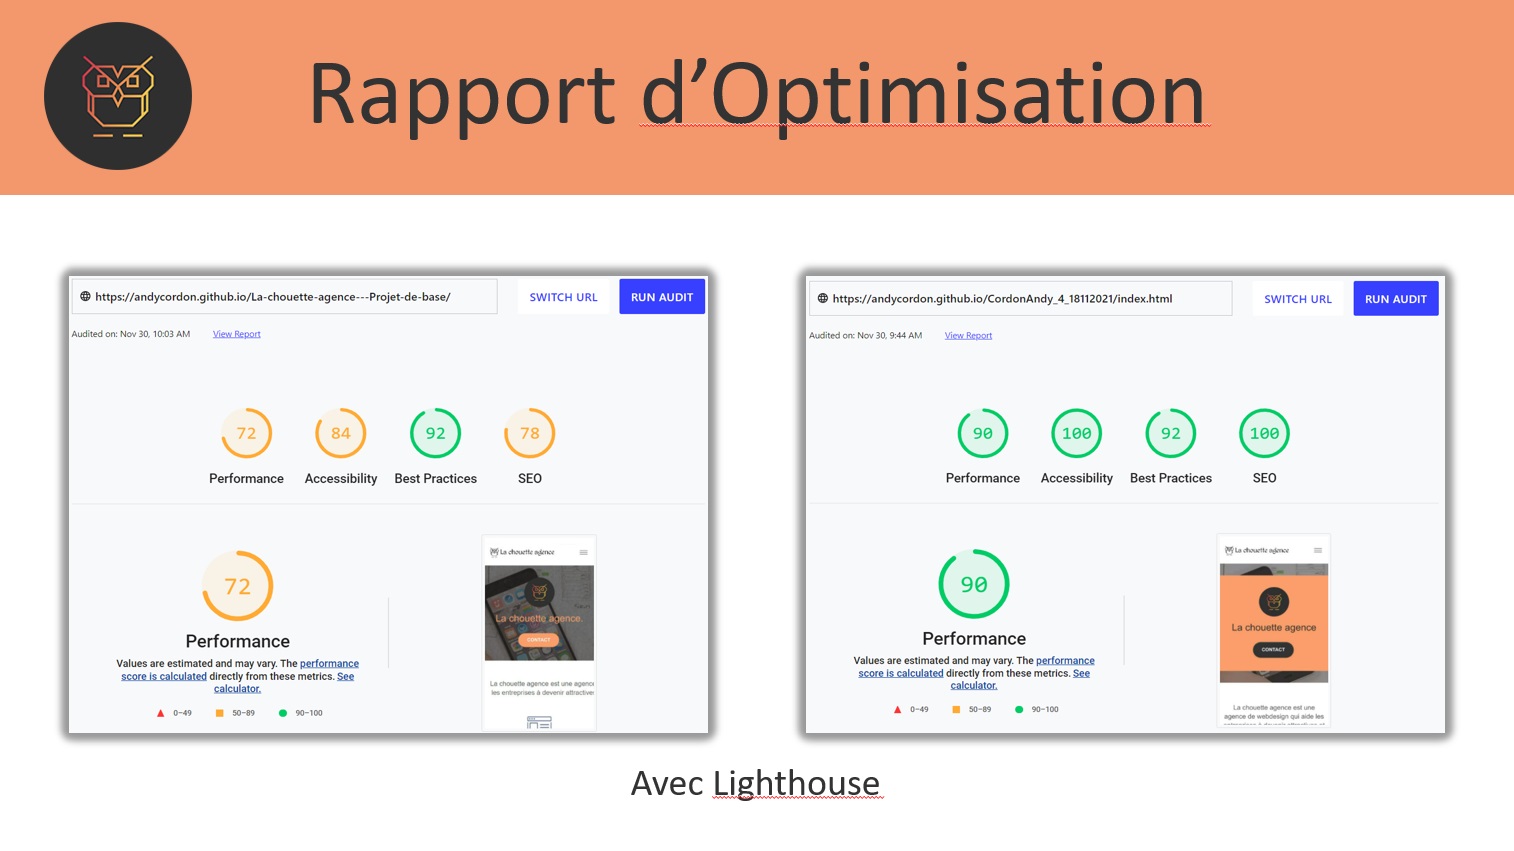 Rapport d’Optimisation
https://andycordon.github.io/La-chouette-agence---Projet-de-base/
SWITCH URL
RUN AUDIT
Audited on: Nov 30, 10:03 AM
View Report
72
84
92
78
Performance
Accessibility
Best Practices
SEO
72
Performance
Values are estimated and may vary. The performance
score is calculated directly from these metrics. See
calculator.
0–49
50–89
90–100
La chouette agence
La chouette agence.
CONTACT
La chouette agence est une agenc
les entreprises à devenir attractive
https://andycordon.github.io/CordonAndy_4_18112021/index.html
SWITCH URL
RUN AUDIT
Audited on: Nov 30, 9:44 AM
View Report
90
100
92
100
Performance
Accessibility
Best Practices
SEO
90
Performance
Values are estimated and may vary. The performance
score is calculated directly from these metrics. See
calculator.
0–49
50–89
90–100
La chouette agence
La chouette agence
CONTACT
La chouette agence est une
agence de webdesign qui aide les
Avec Lighthouse